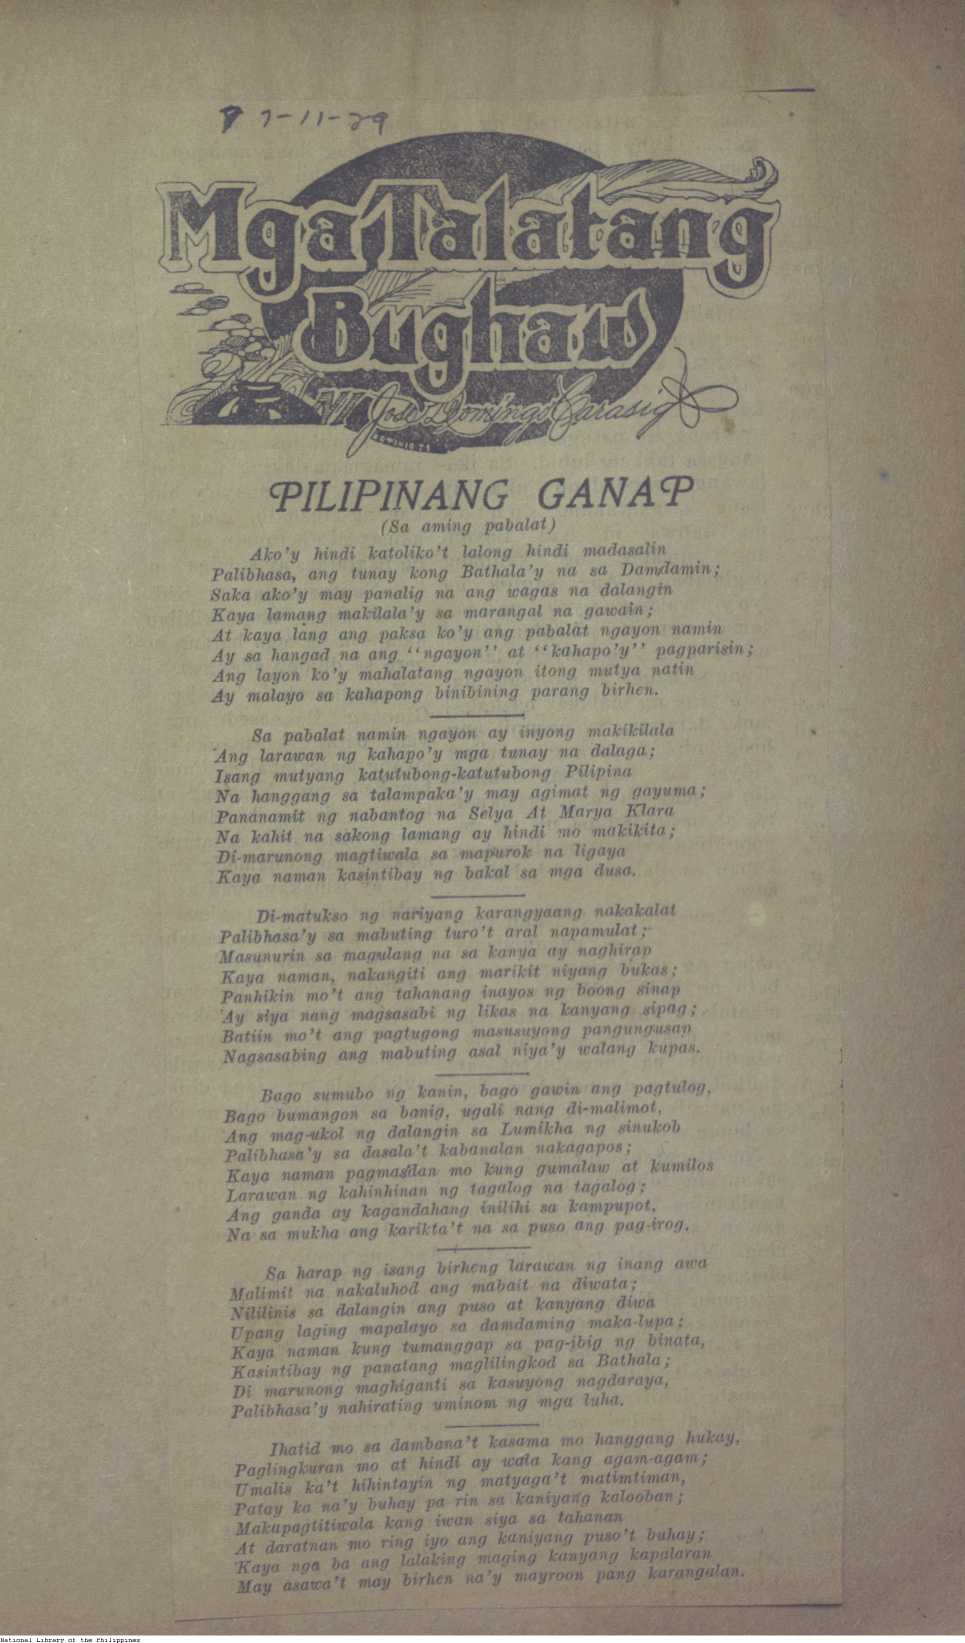 7-11-29
Mga Talatang
Bughaw
NI Jose Domingo Carasig
PILIPINANG GANAP
(Sa aming pabalat)
Ako'y hindi katoliko't lalong hindi madasalin
Palibhasa, ang tunay kong Bathala'y na sa Damdamin;
Saka ako'y may panalig na ang wagas na dalangin
Kaya lamang makilala'y sa marangal na gawain;
At kaya lang ang paksa ko'y ang pabalat ngayon namin
Ay sa hangad na ang "ngayon" at "kahapo'y" pagparisin;
Ang layon ko'y mahalatang ngayon itong mutya natin
Ay malayo sa kahapong binibining parang birhen.
Sa pabalat namin ngayon ay inyong makikilala
Ang larawan ng kahapo'y mga tunay na dalaga;
Isang mutyang katutubong-katutubong Pilipina
Na hanggang sa talampaka'y may agimat ng gayuma;
Pananamit ng nabantog na Selya At Marya Klara
Na kahit na sakong lamang ay hindi mo makikita;
Di-marunong magtiwala sa mapurok na ligaya
Kaya naman kasintibay ng bakal sa mga dusa.
Di-matukso ng nariyang karangyaang nakakalat
Palibhasa'y sa mabuting turo't aral napamulat;
Masunurin sa magulang na sa kanya ay naghirap
Kaya naman, nakangiti ang marikit niyang bukas;
Panhikin mo't ang tahanang inayos ng boong sinap
Ay siya nang magsasabi ng likas na kanyang sipag;
Batiin mo't ang pagtugong masusuyong pangungusap
Nagsasabing ang mabuting asal niya'y walang kupas.
Bago sumubo ng kanin, bago gawin ang pagtulog,
Bago bumangon sa banig, ugali nang di-malimot,
Ang mag-ukol ng dalangin sa Lumikha ng sinukob
Palibhasa'y sa dasala't kabanalan nakagapos;
Kaya naman pagmasdan mo kung gumalaw at kumilos
Larawan ng kahinhinan ng tagalog na tagalog;
Ang ganda ay kagandahang inilihi sa kampupot,
Na sa mukha ang karikta't na sa puso ang pag-irog.
Sa harap ng isang birheng larawan ng inang awa
Malimit na nakaluhod ang mabait na diwata;
Nililinis sa dalangin ang puso at kanyang diwa
Upang laging mapalayo sa damdaming maka-lupa;
Kaya naman kung tumanggap sa pag-ibig ng binata,
Kasintibay ng panatang maglilingkod sa Bathala;
Di marunong maghiganti sa kasuyong nagdaraya,
Palibhasa'y nahirating uminom ng mga luha.
Ihatid mo sa dambana't kasama mo hanggang hukay,
Paglingkuran mo at hindi ay wala kang agam-agam;
Umalis ka't hihintayin ng matyaga't matimtiman,
Patay ka na'y buhay pa rin sa kaniyang kalooban;
Makapagtitiwala kang iwan siya sa tahanan
At daratnan mo ring iyo ang kaniyang puso't buhay;
Kaya nga ba ang lalaking maging kanyang kapalaran
May asawa't may birhen na'y mayroon pang karangalan.
National Library of the Philippines